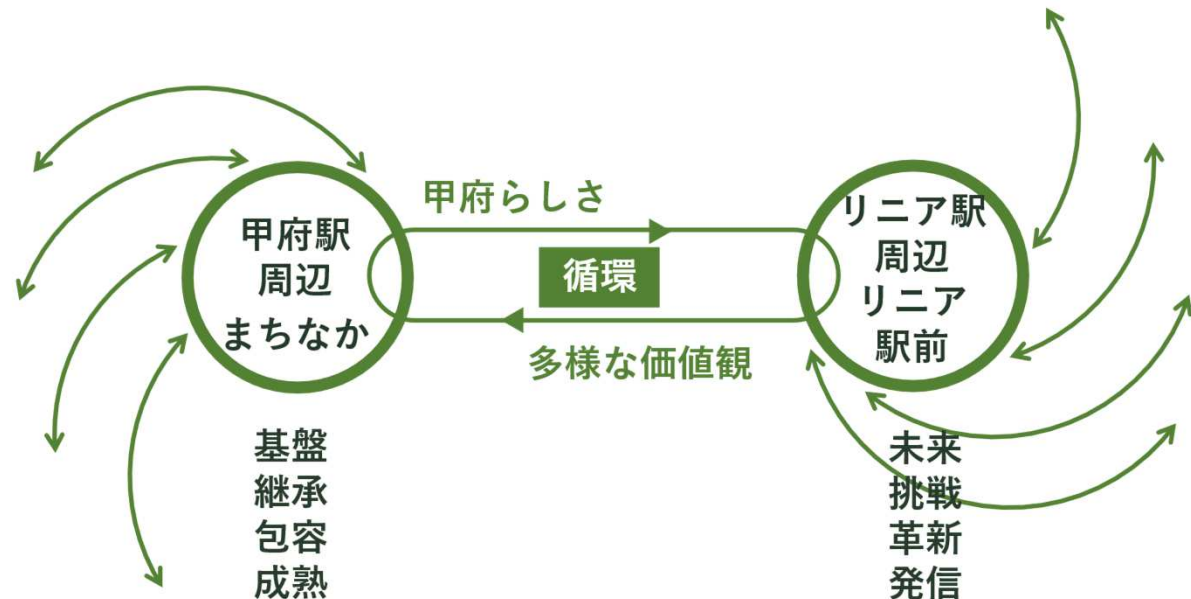 甲府駅
周辺
まちなか
甲府らしさ
循環
多様な価値観
リニア駅
周辺
リニア
駅前
基盤
継承
包容
成熟
未来
挑戦
革新
発信